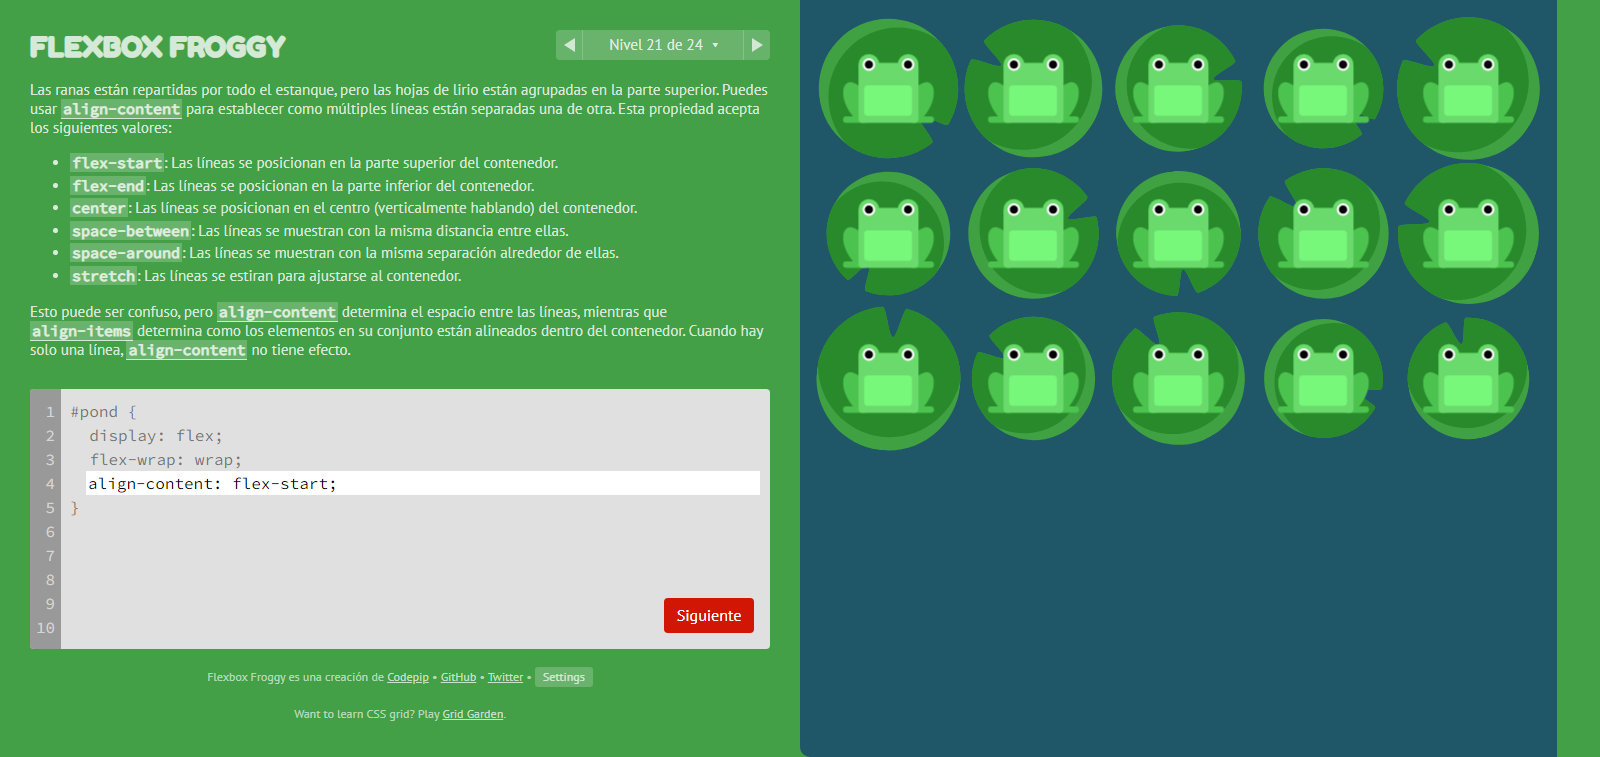 FLEXBOX FROGGY
Nivel 21 de 24
Las ranas están repartidas por todo el estanque, pero las hojas de lirio están agrupadas en la parte superior. Puedes
usar align-content para establecer como múltiples líneas están separadas una de otra. Esta propiedad acepta
los siguientes valores:
• flex-start: Las líneas se posicionan en la parte superior del contenedor.
• flex-end: Las líneas se posicionan en la parte inferior del contenedor.
• center: Las líneas se posicionan en el centro (verticalmente hablando) del contenedor.
• space-between: Las líneas se muestran con la misma distancia entre ellas.
• space-around: Las líneas se muestran con la misma separación alrededor de ellas.
• stretch: Las líneas se estiran para ajustarse al contenedor.
Esto puede ser confuso, pero align-content determina el espacio entre las líneas, mientras que
align-items determina como los elementos en su conjunto están alineados dentro del contenedor. Cuando hay
solo una línea, align-content no tiene efecto.
1 #pond {
2 display: flex;
3 flex-wrap: wrap;
4 align-content: flex-start;
5 }
6
7
8
9
10
Siguiente
Flexbox Froggy es una creación de Codepip • GitHub • Twitter • Settings
Want to learn CSS grid? Play Grid Garden.